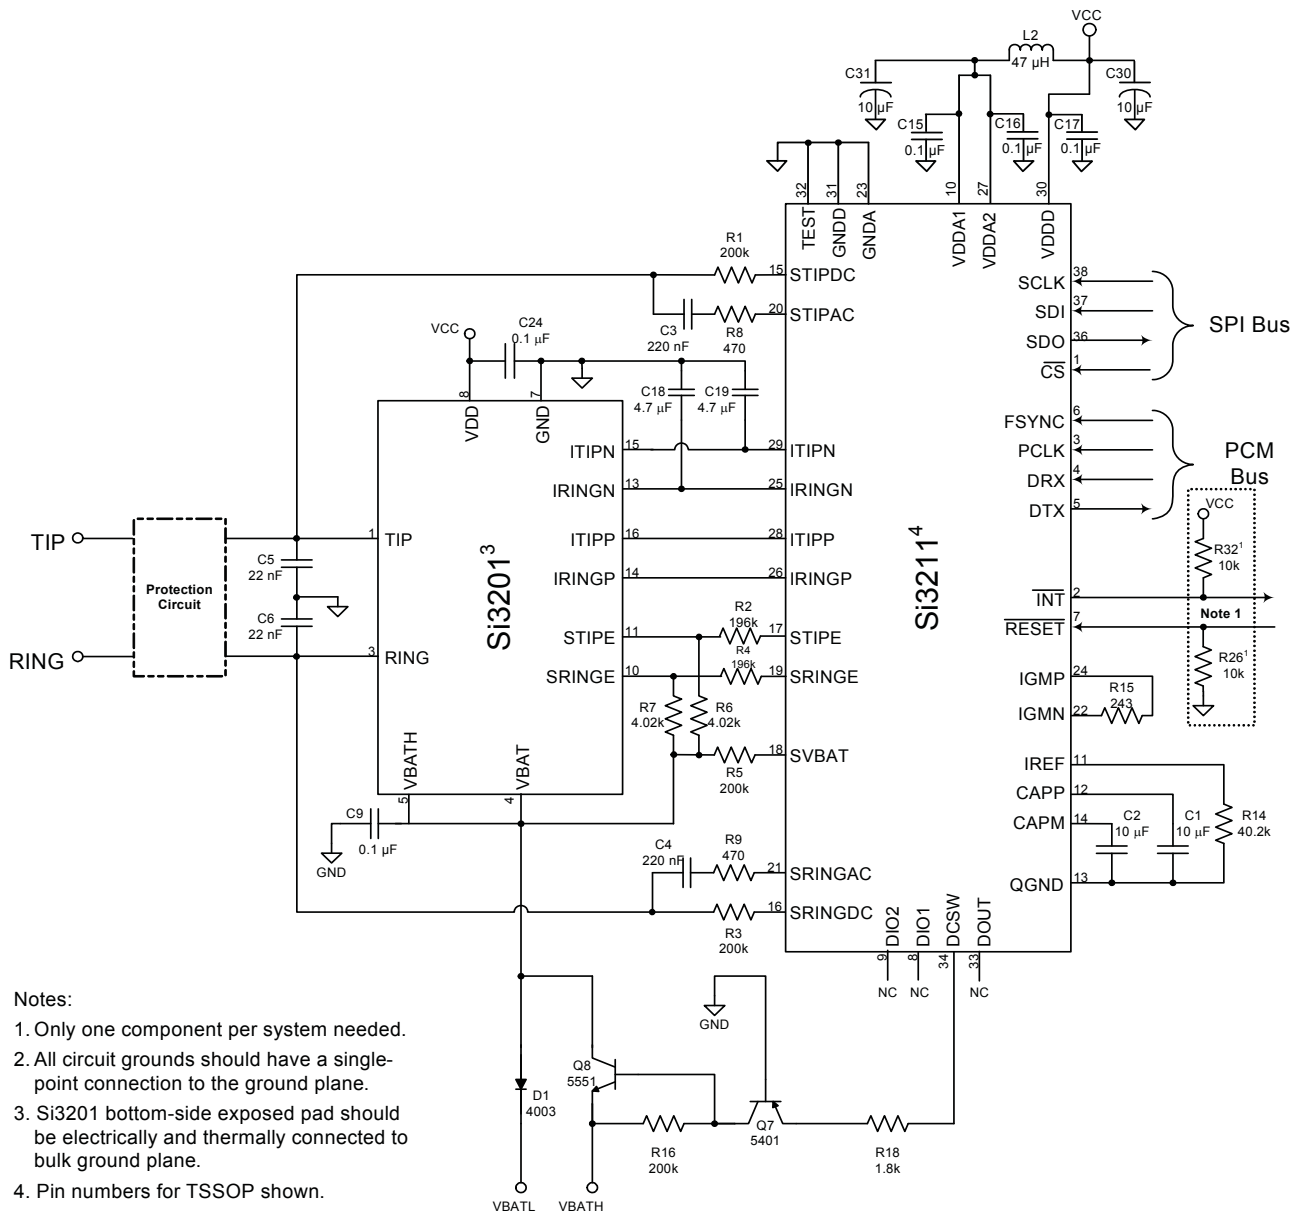 VCC
L2
47 µH
C31
10 µF
C30
10 µF
C15
0.1 µF
C16
0.1 µF
C17
0.1 µF
32
31
23
10
27
30
TEST
GNDD
GNDA
VDDA1
VDDA2
VDDD
R1
200k
15
STIPDC
C3
220 nF
R8
470
20
STIPAC
38
SCLK
37
SDI
36
SDO
1
CS
SPI Bus
6
FSYNC
3
PCLK
4
DRX
5
DTX
PCM
Bus
VCC
C24
0.1 µF
8
VDD
7
GND
C18
4.7 µF
C19
4.7 µF
ITIPN
15
29
ITIPN
IRINGN
13
25
IRINGN
ITIPP
16
28
ITIPP
IRINGP
14
26
IRINGP
STIPE
11
R2
196k
17
STIPE
SRINGE
10
R4
196k
19
SRINGE
R7
4.02k
R6
4.02k
R5
200k
18
SVBAT
Si3201³
Si3211⁴
TIP
RING
Protection
Circuit
C5
22 nF
C6
22 nF
1
TIP
3
RING
VBATH
5
VBAT
4
C9
0.1 µF
GND
VCC
R32¹
10k
INT
2
Note 1
RESET
7
R26¹
10k
IGMP
24
R15
243
IGMN
22
IREF
11
CAPP
12
CAPM
14
QGND
13
C2
10 µF
C1
10 µF
R14
40.2k
C4
220 nF
R9
470
21
SRINGAC
R3
200k
16
SRINGDC
DIO2
DIO1
DCSW
DOUT
9
8
34
33
NC
NC
NC
GND
Q8
5551
D1
4003
R16
200k
Q7
5401
R18
1.8k
VBATL
VBATH
Notes:
1. Only one component per system needed.
2. All circuit grounds should have a single-
point connection to the ground plane.
3. Si3201 bottom-side exposed pad should
be electrically and thermally connected to
bulk ground plane.
4. Pin numbers for TSSOP shown.